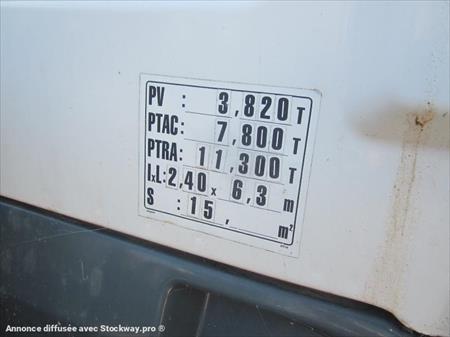 PV : 3,820 T
PTAC: 7,800 T
PTRA: 11,300 T
lxL: 2,40 x 6,3 m
S : 15, m²
Annonce diffusée avec Stockway.pro ®